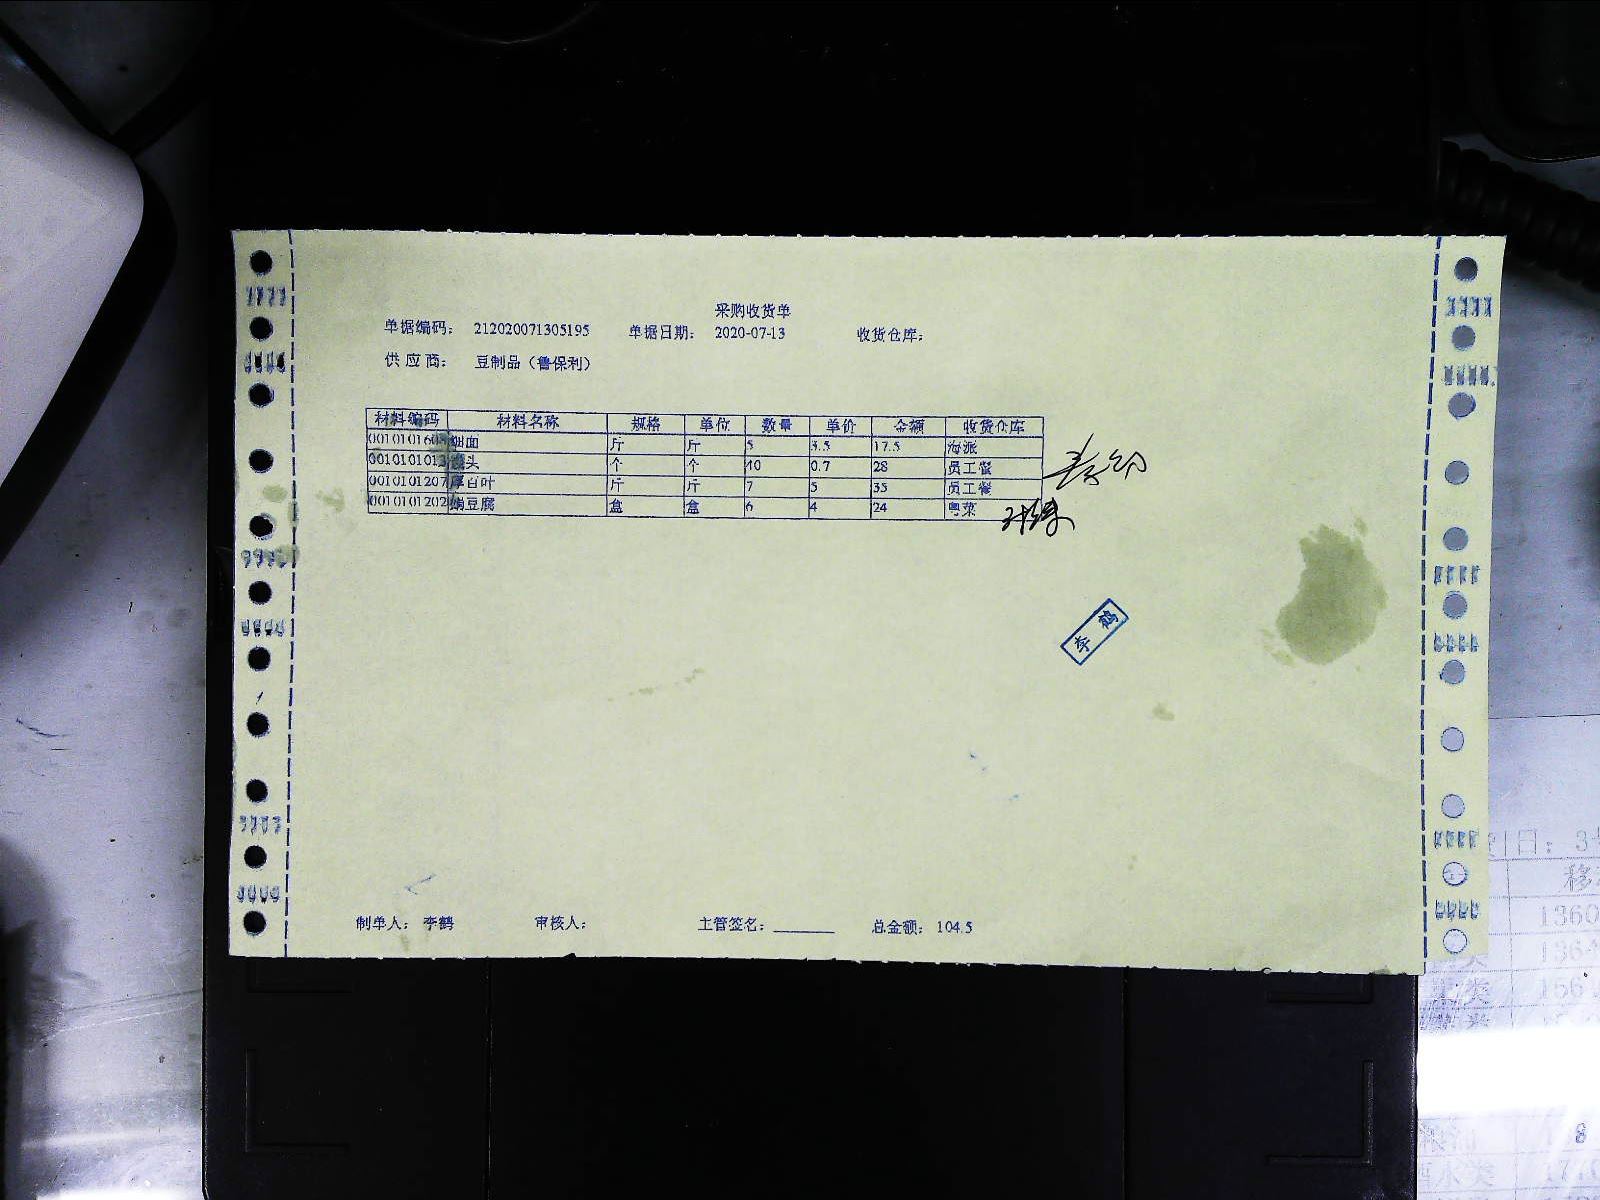 采购收货单
单据编码： 212020071305195 单据日期： 2020-07-13 收货仓库：
供 应 商： 豆制品（鲁保利）
材料编码 材料名称 规格 单位 数量 单价 金额 收货仓库
细面 斤 斤 5 3.5 17.5 海派
个 个 40 0.7 28 员工餐
0010101207 厚百叶 斤 斤 7 5 35 员工餐
0010101202 绢豆腐 盒 盒 6 4 24 粤菜
李鹤
制单人： 李鹤 审核人： 主管签名： 总金额： 104.5